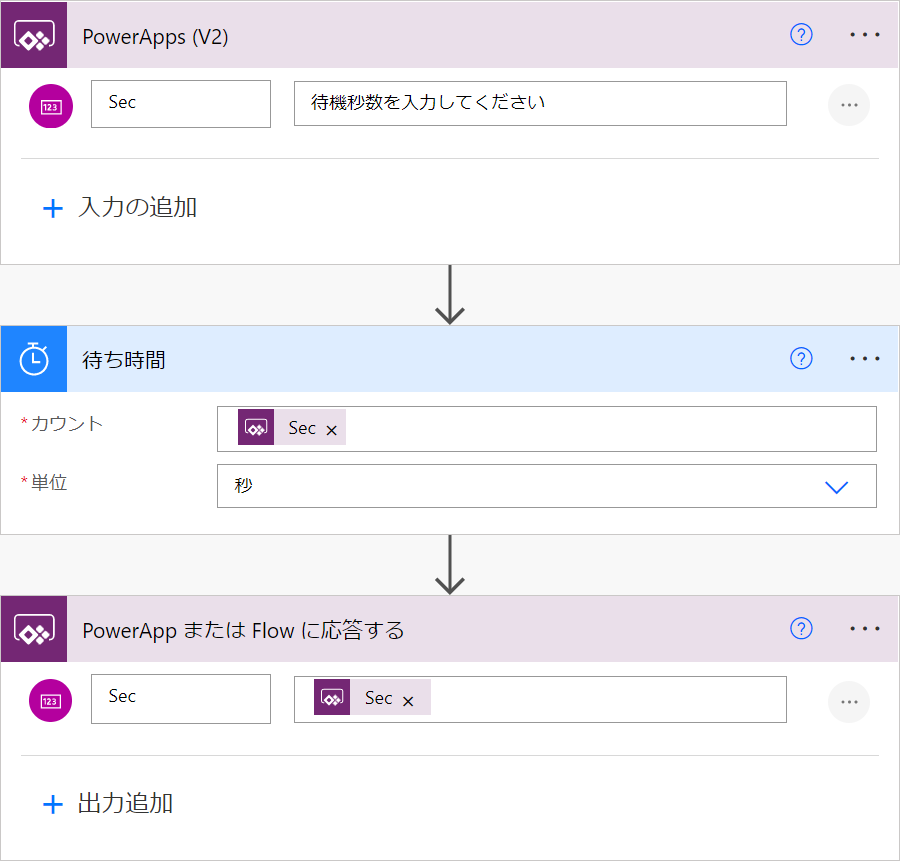 PowerApps (V2)
?
123
Sec
待機秒数を入力してください
入力の追加
待ち時間
?
*カウント
Sec
*単位
秒
PowerApp または Flow に応答する
?
123
Sec
Sec
出力追加